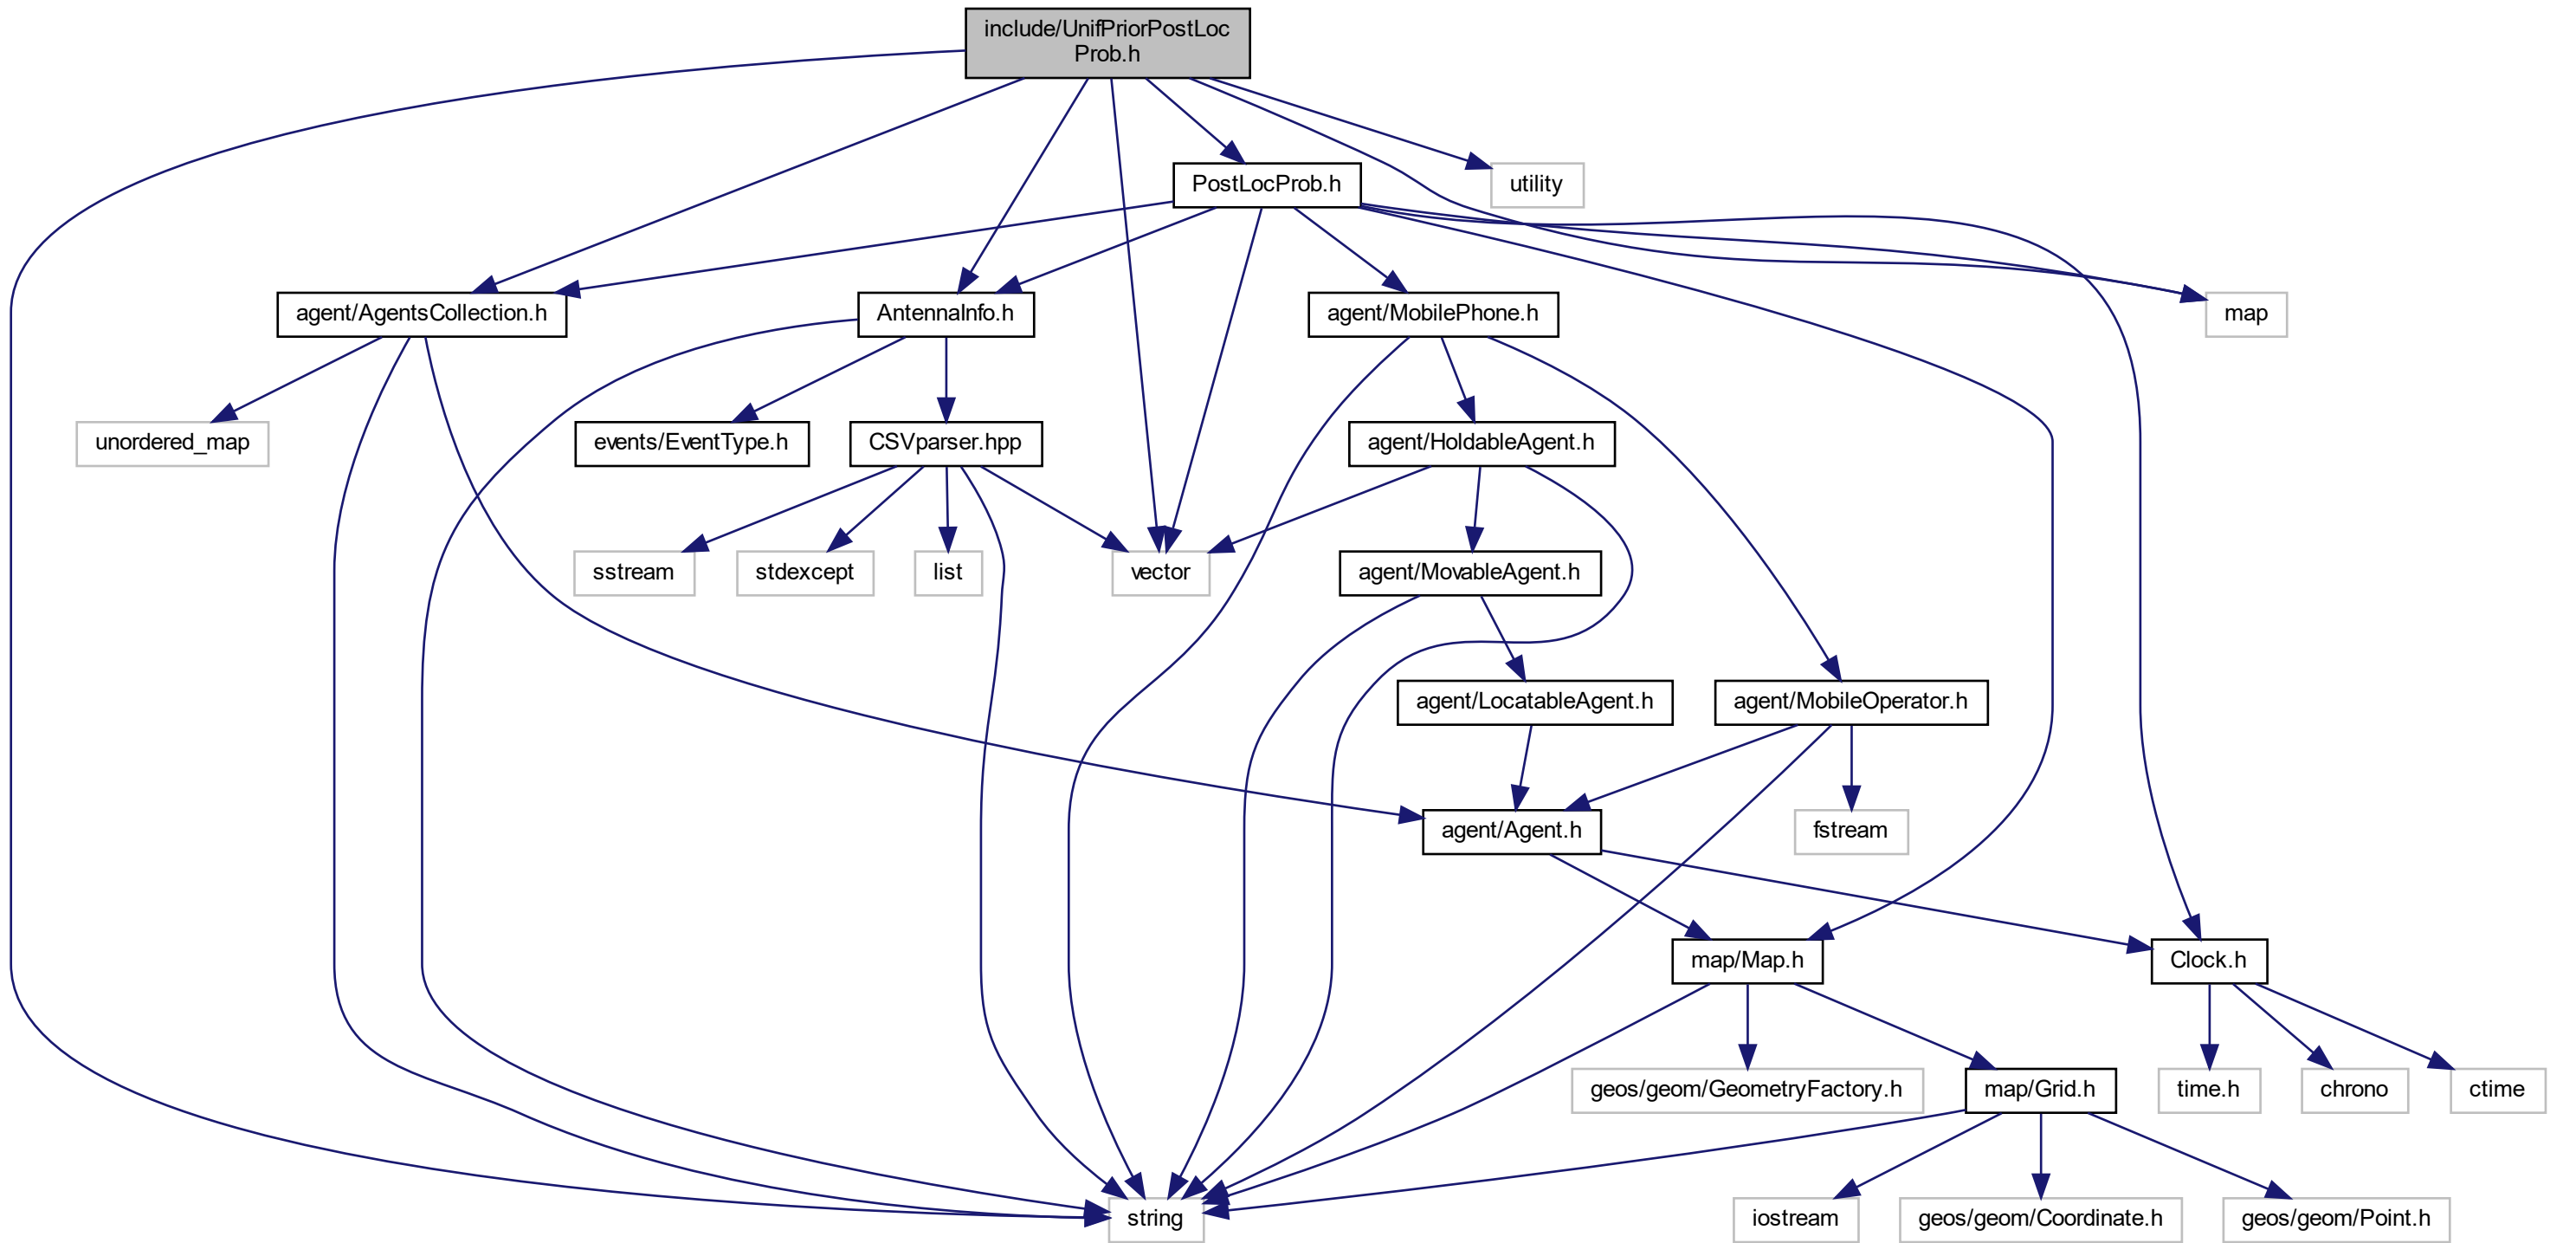 include/UnifPriorPostLoc
Prob.h
PostLocProb.h
utility
agent/AgentsCollection.h
AntennaInfo.h
agent/MobilePhone.h
map
unordered_map
events/EventType.h
CSVparser.hpp
agent/HoldableAgent.h
sstream
stdexcept
list
vector
agent/MovableAgent.h
agent/LocatableAgent.h
agent/MobileOperator.h
agent/Agent.h
fstream
map/Map.h
Clock.h
geos/geom/GeometryFactory.h
map/Grid.h
time.h
chrono
ctime
string
iostream
geos/geom/Coordinate.h
geos/geom/Point.h